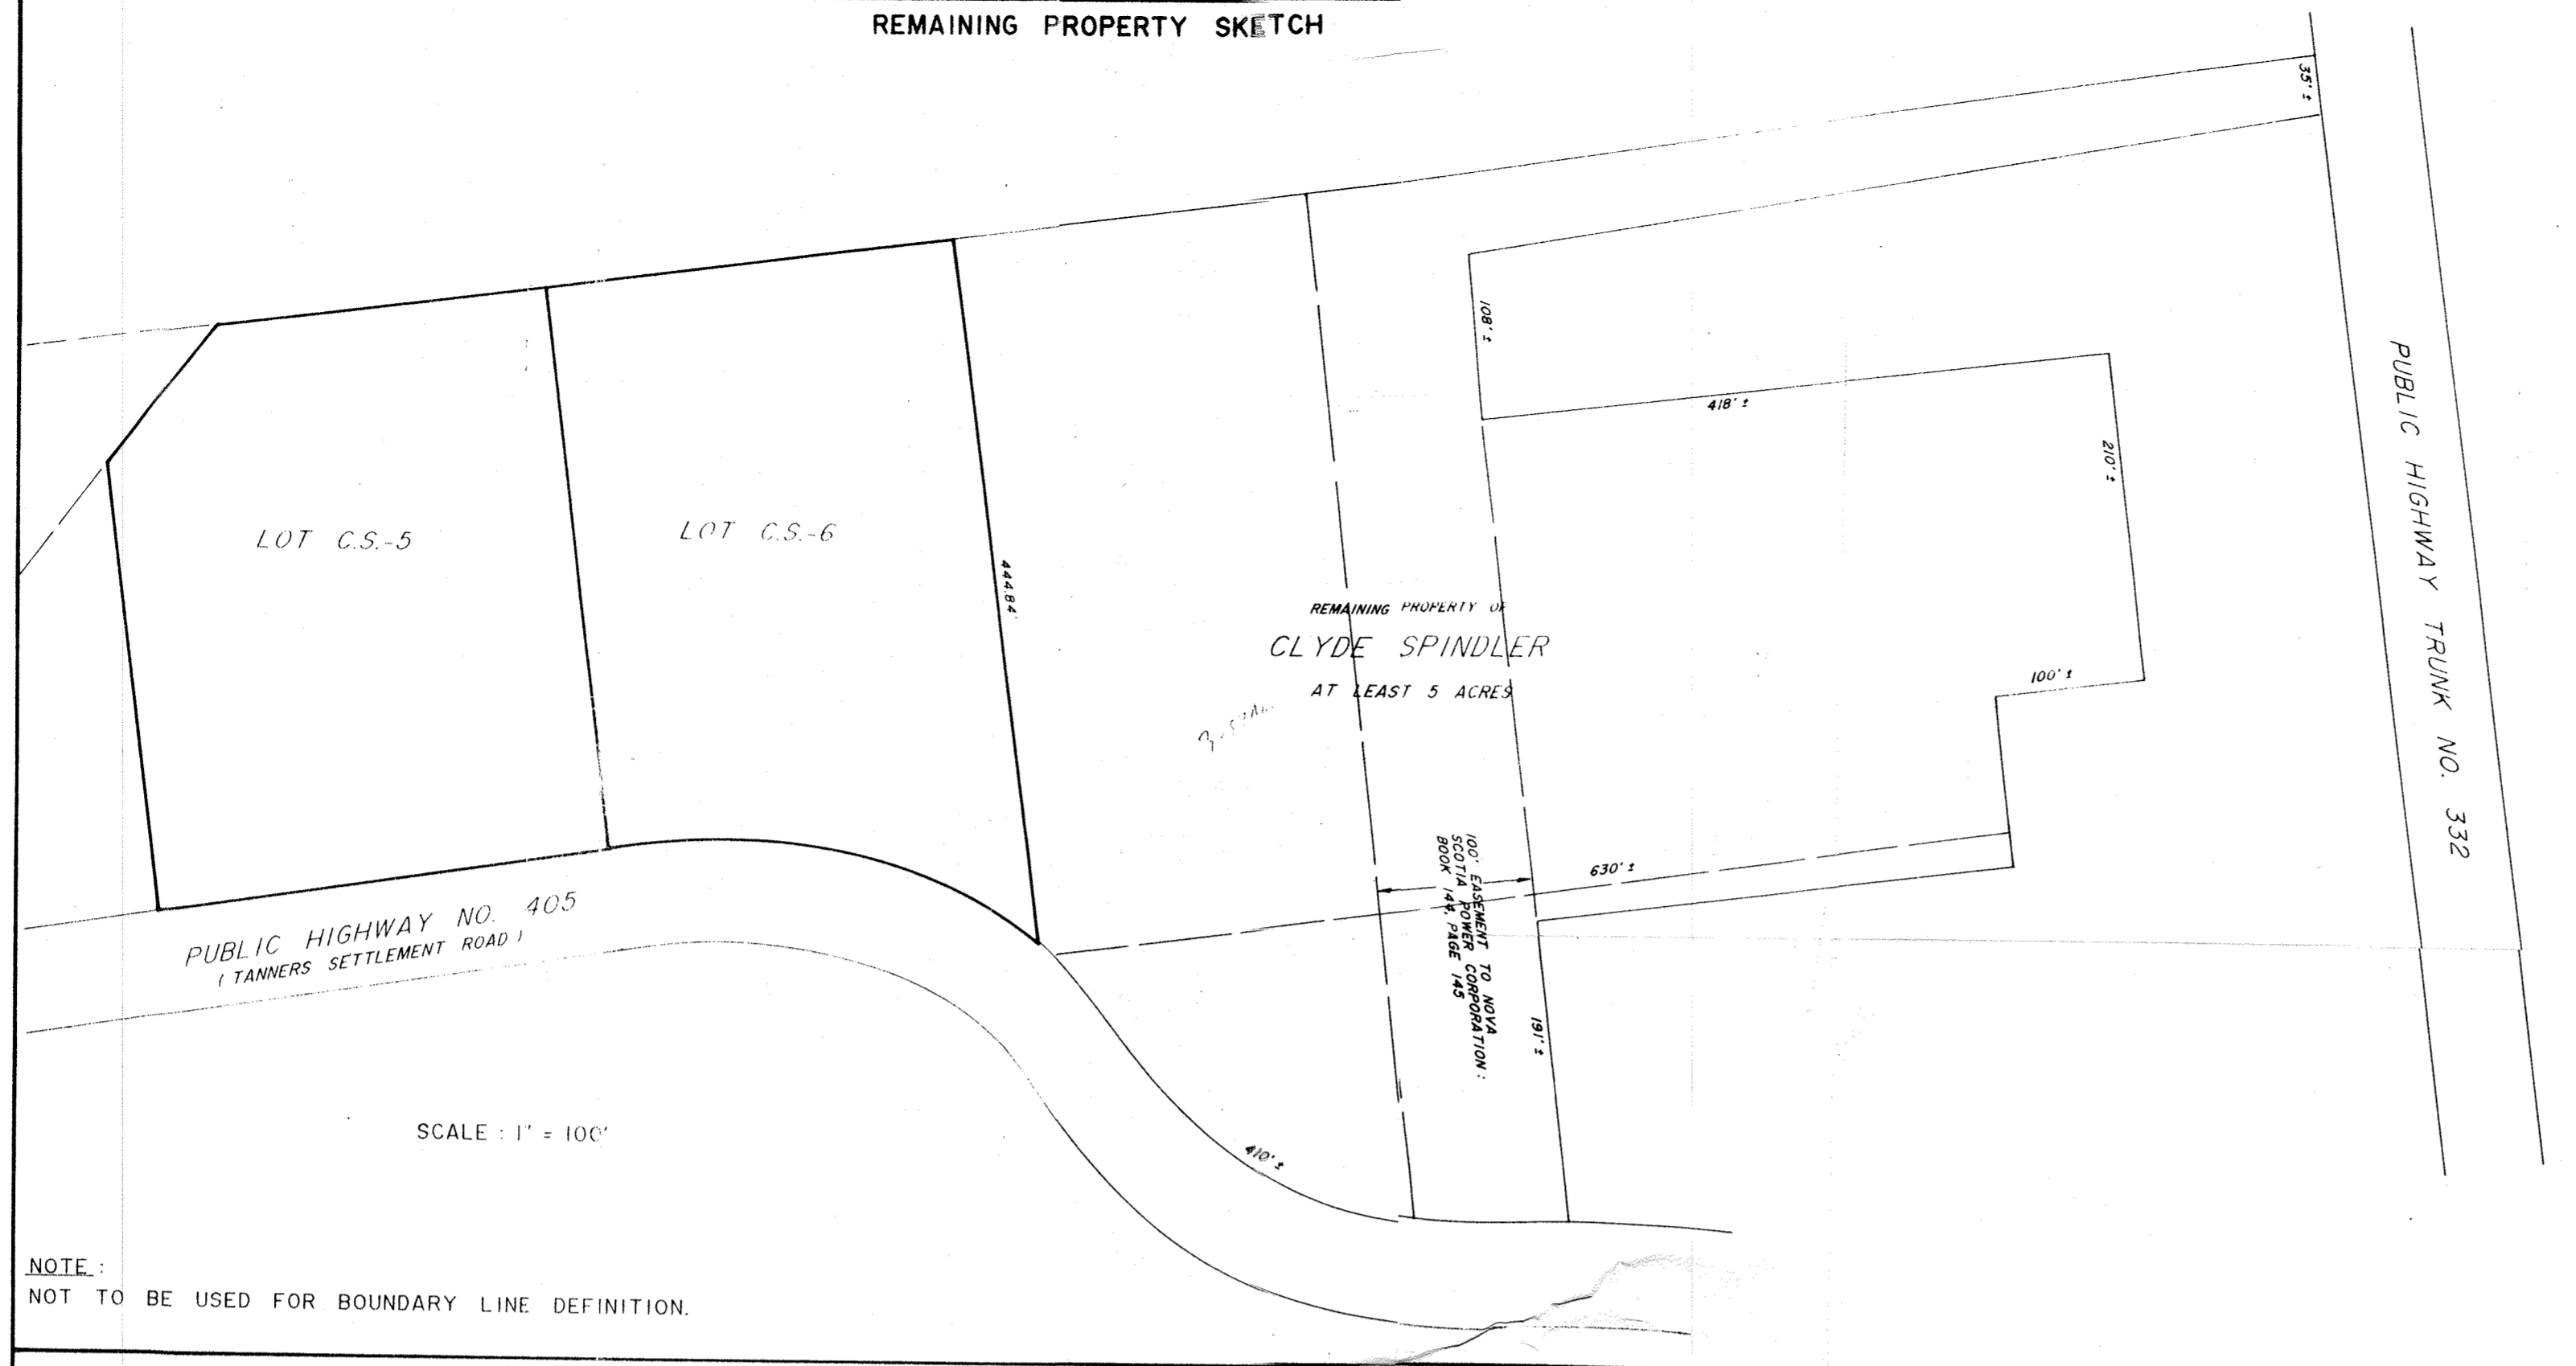 REMAINING PROPERTY SKETCH
35' ±
108' ±
418' ±
210' ±
PUBLIC HIGHWAY TRUNK NO. 332
LOT C.S.-5
LOT C.S.-6
444.84'
REMAINING PROPERTY OF
CLYDE SPINDLER
AT LEAST 5 ACRES
100' ±
630' ±
100' EASEMENT TO NOVA
SCOTIA POWER CORPORATION :
BOOK 144, PAGE 145
191' ±
PUBLIC HIGHWAY NO. 405
( TANNERS SETTLEMENT ROAD )
410' ±
SCALE : 1" = 100'
NOTE :
NOT TO BE USED FOR BOUNDARY LINE DEFINITION.